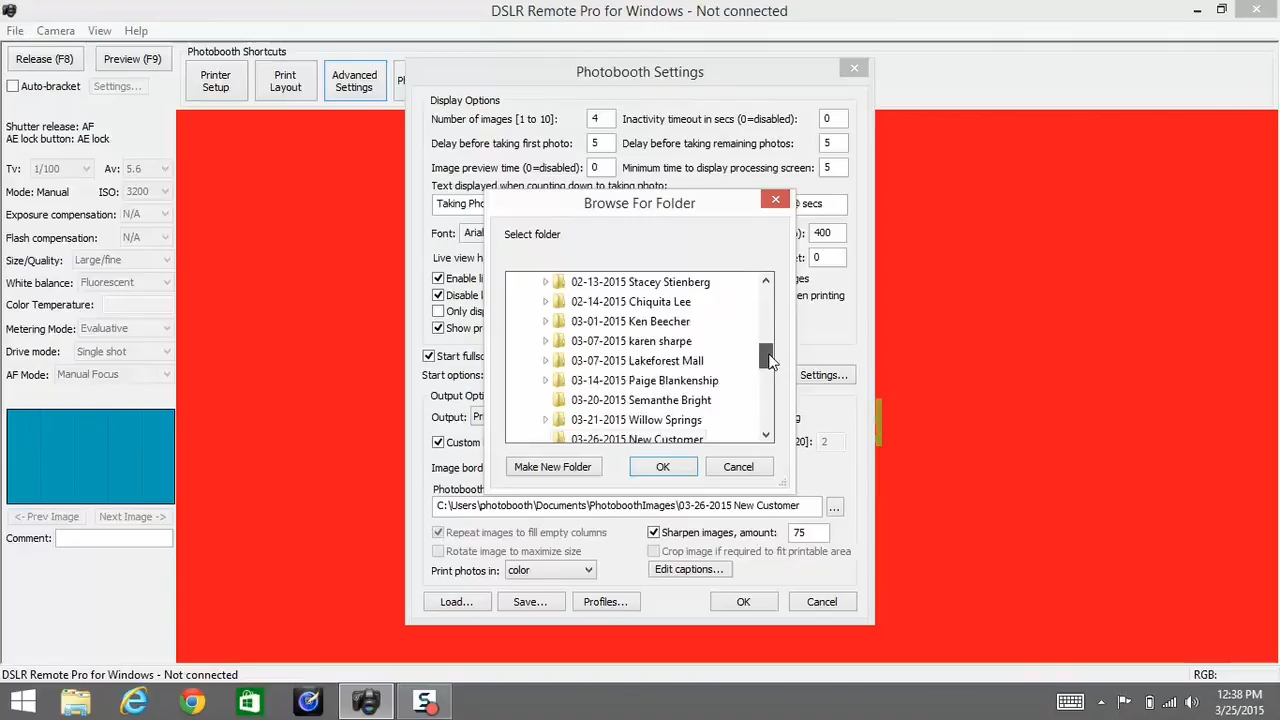 DSLR Remote Pro for Windows - Not connected
File Camera View Help
Release (F8) Preview (F9)
Auto-bracket Settings...
Shutter release: AF
AE lock button: AE lock
Tv: 1/100 Av: 5.6
Mode: Manual ISO: 3200
Exposure compensation: N/A
Flash compensation: N/A
Size/Quality: Large/fine
White balance: Fluorescent
Color Temperature:
Metering Mode: Evaluative
Drive mode: Single shot
AF Mode: Manual Focus
<- Prev Image Next Image ->
Comment:
Photobooth Shortcuts
Printer Setup
Print Layout
Advanced Settings
Photobooth Settings
Display Options
Number of images [1 to 10]: 4 Inactivity timeout in secs (0=disabled): 0
Delay before taking first photo: 5 Delay before taking remaining photos: 5
Image preview time (0=disabled): 0 Minimum time to display processing screen: 5
Text displayed when counting down to taking photo:
Taking Pho secs
Font: Arial 400
Live view h et: 0
Enable li ges
Disable k en printing
Only disp
Show pr
Start fullsc
Start options: Settings...
Output Opti
Output: Pr g
Custom 20]: 2
Image bord
Photobooth
C:\Users\photobooth\Documents\PhotoboothImages\03-26-2015 New Customer ...
Repeat images to fill empty columns Sharpen images, amount: 75
Rotate image to maximize size Crop image if required to fit printable area
Print photos in: color Edit captions...
Load... Save... Profiles... OK Cancel
Browse For Folder
Select folder
02-13-2015 Stacey Stienberg
02-14-2015 Chiquita Lee
03-01-2015 Ken Beecher
03-07-2015 karen sharpe
03-07-2015 Lakeforest Mall
03-14-2015 Paige Blankenship
03-20-2015 Semanthe Bright
03-21-2015 Willow Springs
03-26-2015 New Customer
Make New Folder OK Cancel
DSLR Remote Pro for Windows - Not connected RGB:
12:38 PM
3/25/2015